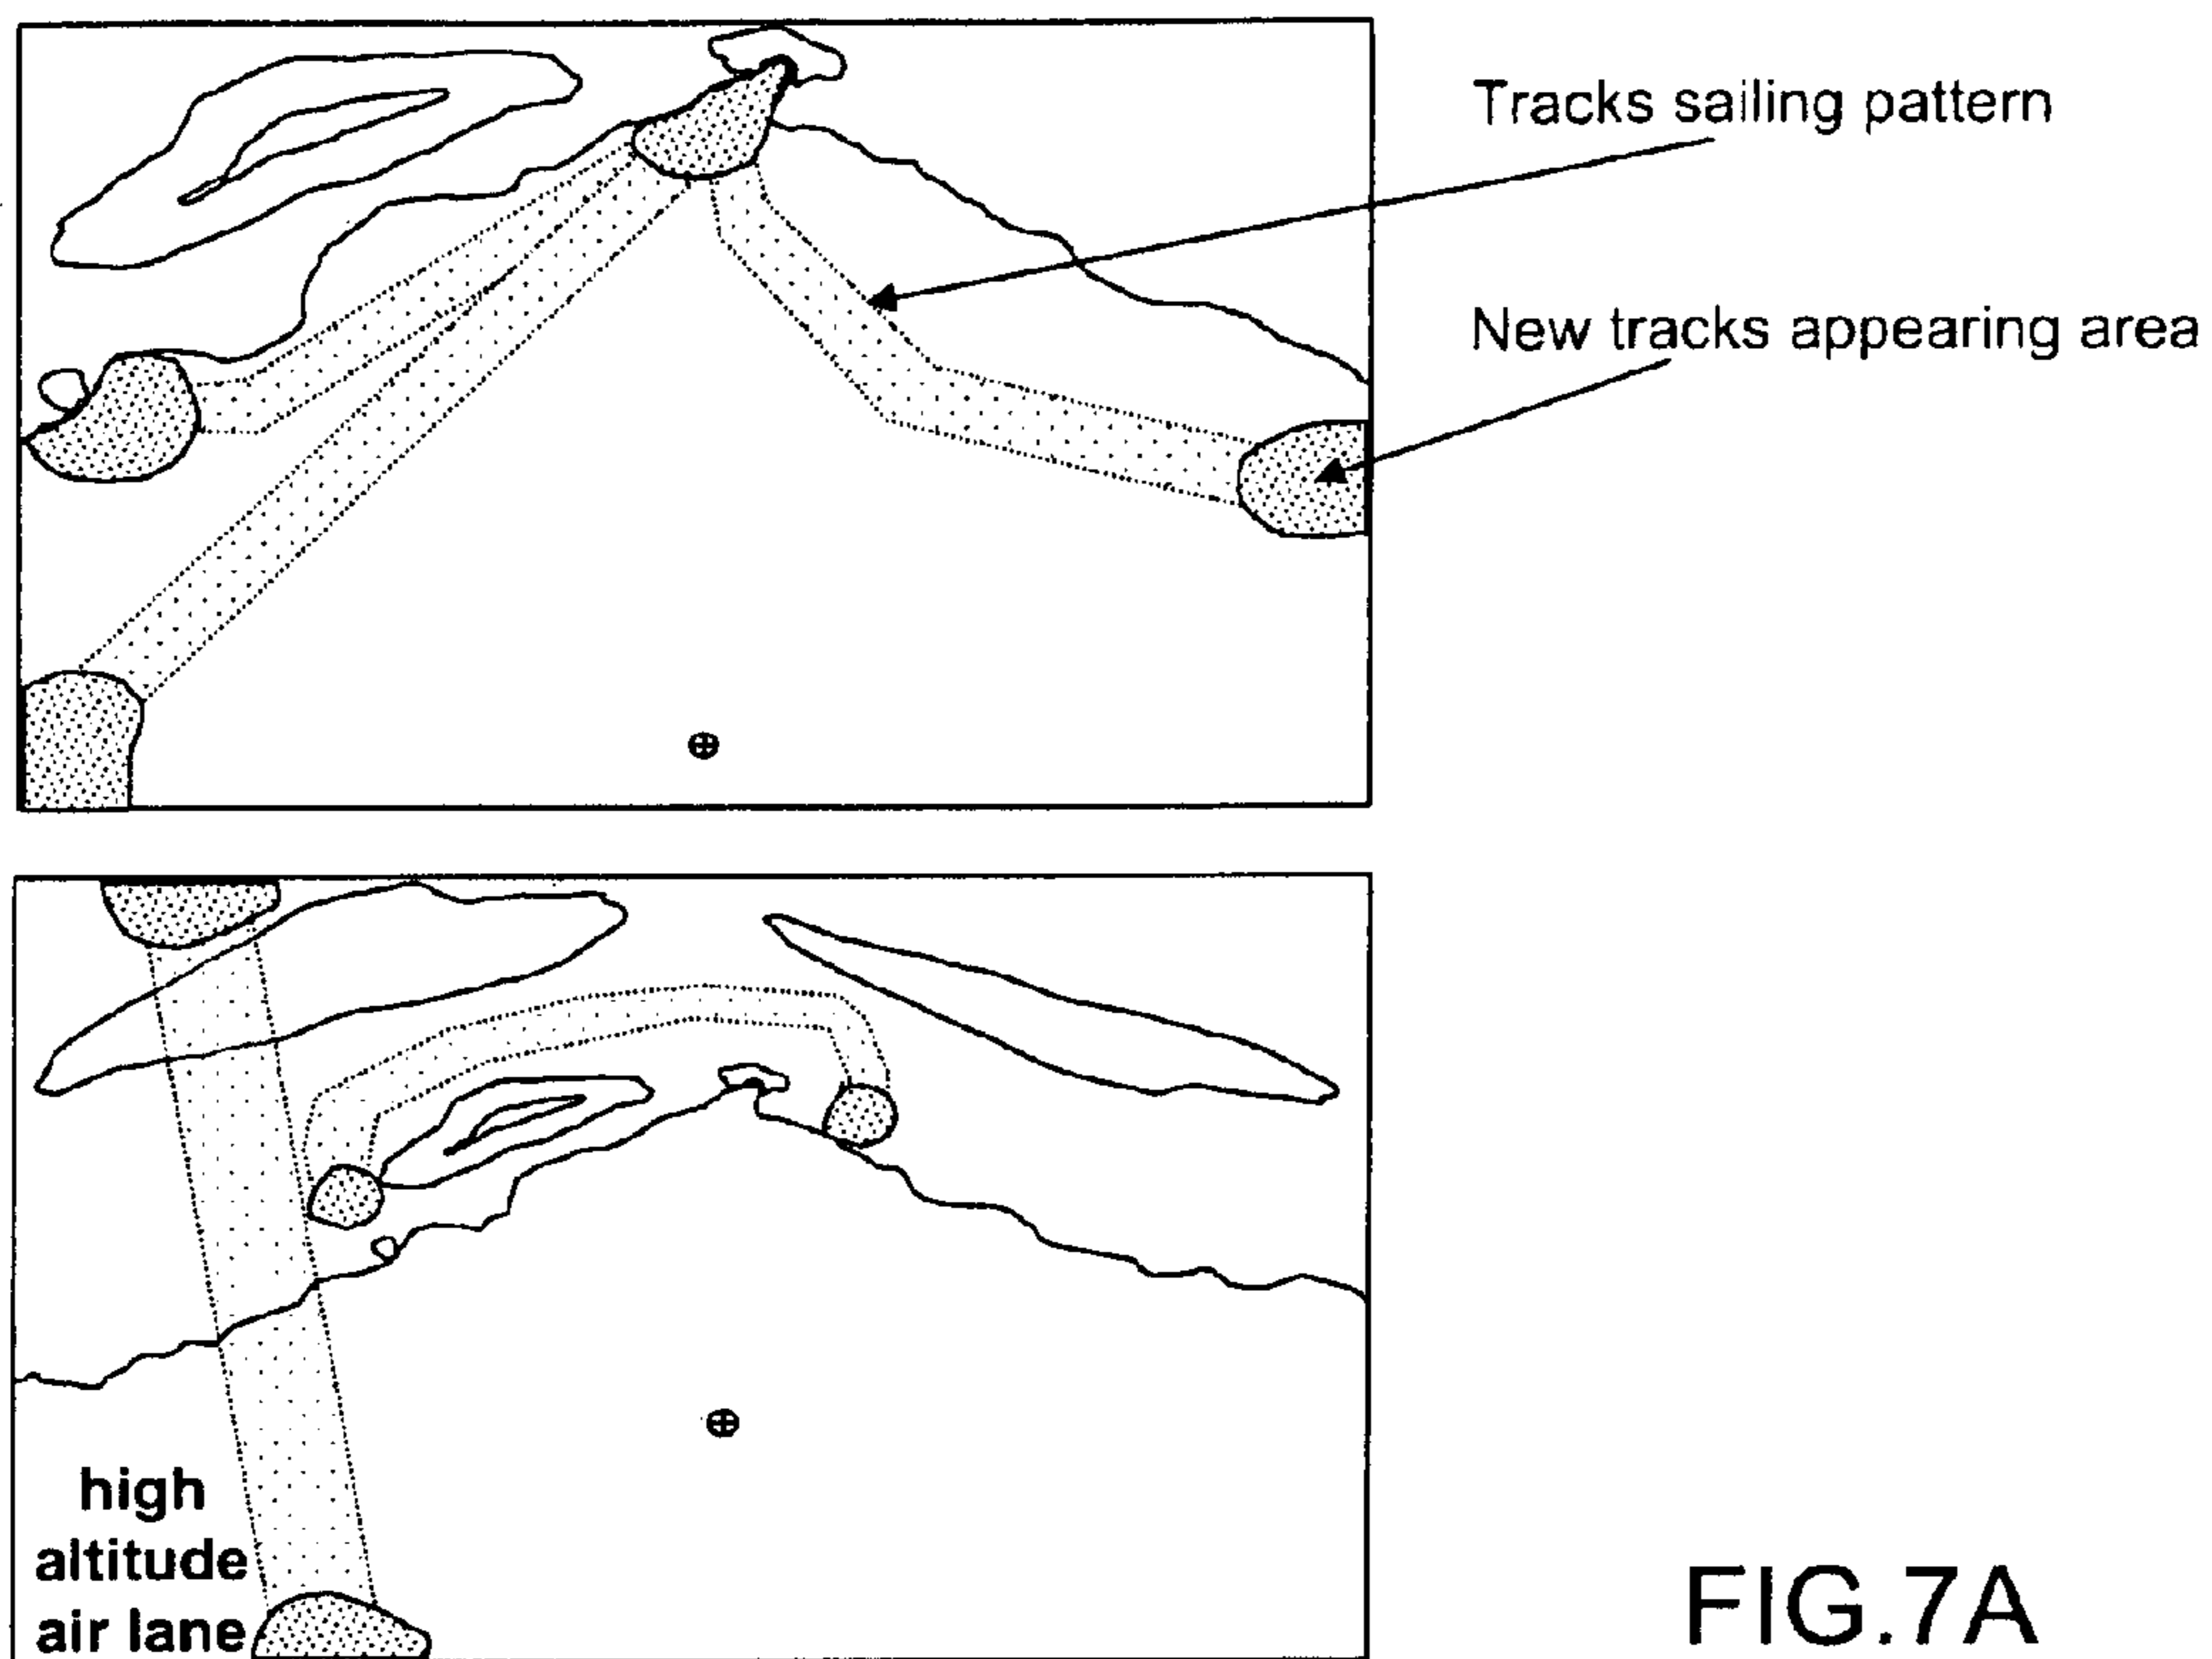 Tracks sailing pattern
New tracks appearing area
high
altitude
air lane
FIG.7A